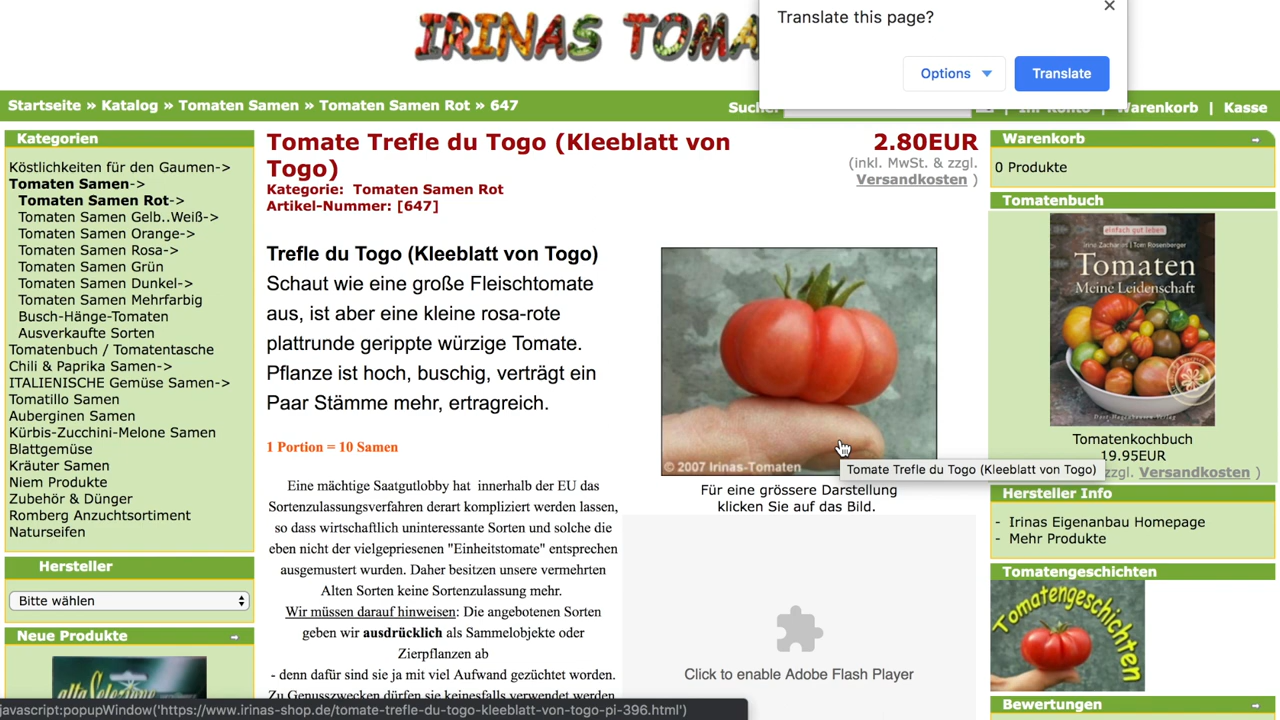 IRINAS TOMA
Translate this page?
Options
Translate
Startseite » Katalog » Tomaten Samen » Tomaten Samen Rot » 647
Suche:
| Ihr Konto | Warenkorb | Kasse
Kategorien
Köstlichkeiten für den Gaumen->
Tomaten Samen->
Tomaten Samen Rot->
Tomaten Samen Gelb..Weiß->
Tomaten Samen Orange->
Tomaten Samen Rosa->
Tomaten Samen Grün
Tomaten Samen Dunkel->
Tomaten Samen Mehrfarbig
Busch-Hänge-Tomaten
Ausverkaufte Sorten
Tomatenbuch / Tomatentasche
Chili & Paprika Samen->
ITALIENISCHE Gemüse Samen->
Tomatillo Samen
Auberginen Samen
Kürbis-Zucchini-Melone Samen
Blattgemüse
Kräuter Samen
Niem Produkte
Zubehör & Dünger
Romberg Anzuchtsortiment
Naturseifen
Hersteller
Bitte wählen
Neue Produkte
Tomate Trefle du Togo (Kleeblatt von
Togo)
Kategorie: Tomaten Samen Rot
Artikel-Nummer: [647]
2.80EUR
(inkl. MwSt. & zzgl.
Versandkosten )
Trefle du Togo (Kleeblatt von Togo)
Schaut wie eine große Fleischtomate
aus, ist aber eine kleine rosa-rote
plattrunde gerippte würzige Tomate.
Pflanze ist hoch, buschig, verträgt ein
Paar Stämme mehr, ertragreich.
1 Portion = 10 Samen
Eine mächtige Saatgutlobby hat innerhalb der EU das
Sortenzulassungsverfahren derart kompliziert werden lassen,
so dass wirtschaftlich uninteressante Sorten und solche die
eben nicht der vielgepriesenen "Einheitstomate" entsprechen
ausgemustert wurden. Daher besitzen unsere vermehrten
Alten Sorten keine Sortenzulassung mehr.
Wir müssen darauf hinweisen: Die angebotenen Sorten
geben wir ausdrücklich als Sammelobjekte oder
Zierpflanzen ab
- denn dafür sind sie ja mit viel Aufwand gezüchtet worden.
Zu Genusszwecken dürfen sie keinesfalls verwendet werden
© 2007 Irinas-Tomaten
Tomate Trefle du Togo (Kleeblatt von Togo)
Für eine grössere Darstellung
klicken Sie auf das Bild.
Click to enable Adobe Flash Player
Warenkorb
0 Produkte
Tomatenbuch
einfach gut leben
Tomaten
Meine Leidenschaft
Tomatenkochbuch
19.95EUR
zzgl. Versandkosten )
Hersteller Info
- Irinas Eigenanbau Homepage
- Mehr Produkte
Tomatengeschichten
Tomatengeschichten
Bewertungen
javascript:popupWindow('https://www.irinas-shop.de/tomate-trefle-du-togo-kleeblatt-von-togo-pi-396.html')